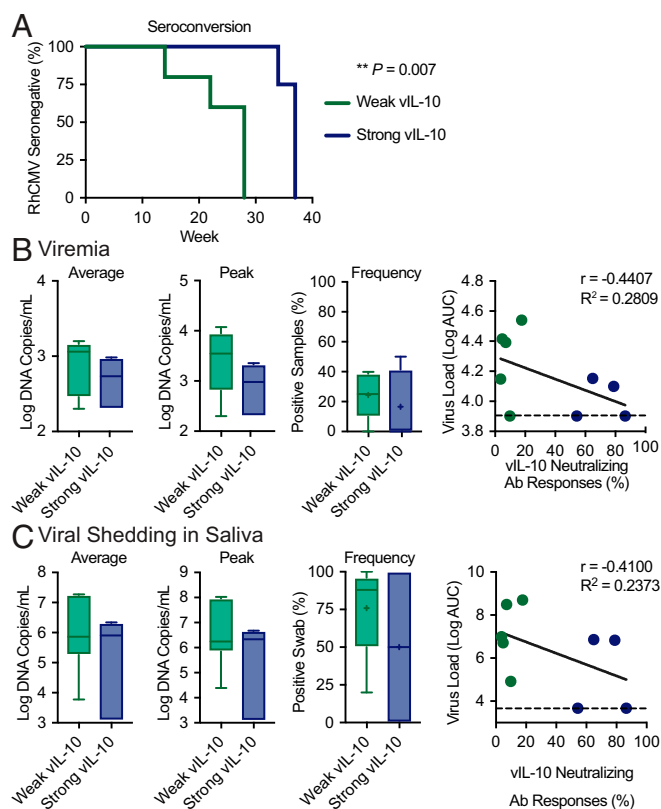 A
Seroconversion
RhCMV Seronegative (%)
100
75
50
25
0
0 10 20 30 40
Week
** P = 0.007
Weak vIL-10
Strong vIL-10
B Viremia
Average
Log DNA Copies/mL
4
3
2
Weak vIL-10
Strong vIL-10
Peak
Log DNA Copies/mL
5
4
3
2
Weak vIL-10
Strong vIL-10
Frequency
Positive Samples (%)
100
80
60
40
20
0
Weak vIL-10
Strong vIL-10
r = -0.4407
R² = 0.2809
Virus Load (Log AUC)
4.8
4.6
4.4
4.2
4.0
3.8
0 20 40 60 80 100
vIL-10 Neutralizing
Ab Responses (%)
C Viral Shedding in Saliva
Average
Log DNA Copies/mL
8
7
6
5
4
3
Weak vIL-10
Strong vIL-10
Peak
Log DNA Copies/mL
9
8
7
6
5
4
3
Weak vIL-10
Strong vIL-10
Frequency
Positive Swab (%)
100
75
50
25
0
Weak vIL-10
Strong vIL-10
r = -0.4100
R² = 0.2373
Virus Load (Log AUC)
10
8
6
4
0 20 40 60 80 100
vIL-10 Neutralizing
Ab Responses (%)